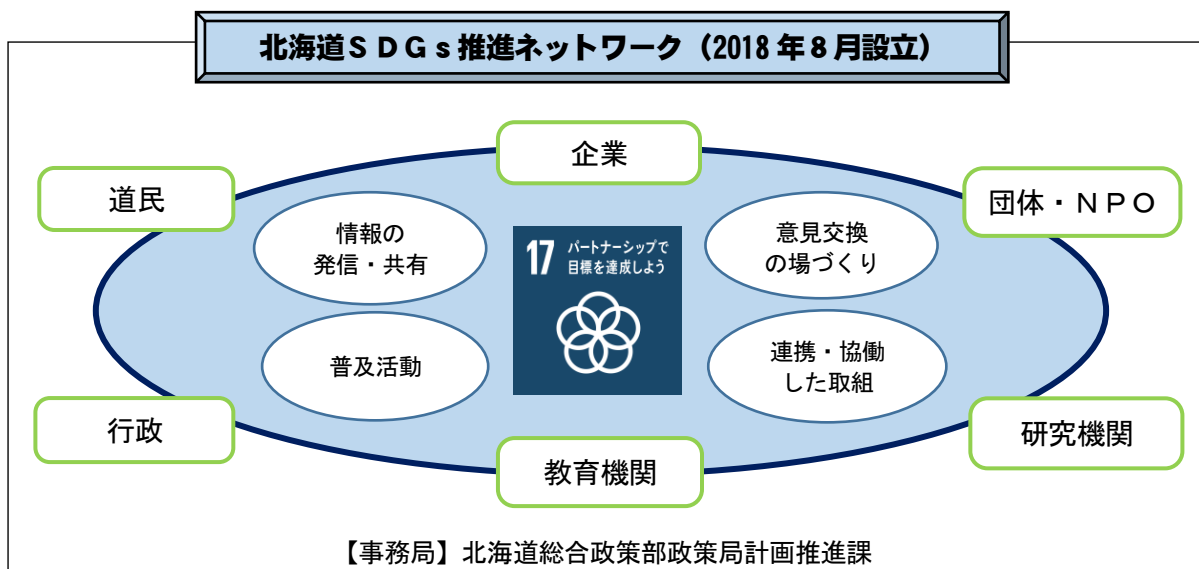 北海道SDGs推進ネットワーク(2018年8月設立)
企業
道民
団体・NPO
情報の
発信・共有
17 パートナーシップで
目標を達成しよう
意見交換
の場づくり
普及活動
連携・協働
した取組
行政
研究機関
教育機関
【事務局】北海道総合政策部政策局計画推進課